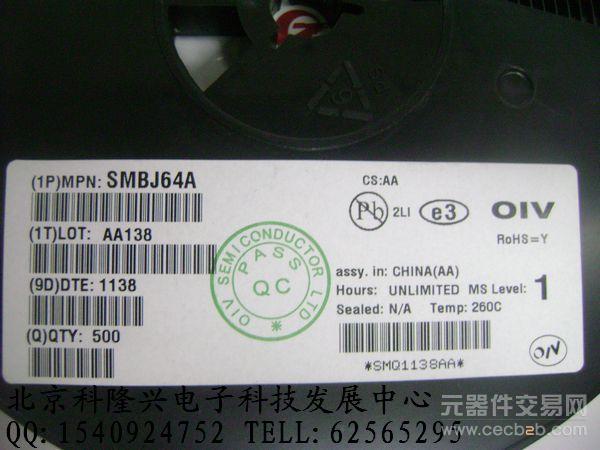 (1P)MPN: SMBJ64A
(1T)LOT: AA138
(9D)DTE: 1138
(Q)QTY: 500
OIV SEMICONDUCTOR LTD
PASS
QC
CS:AA
Pb 2LI e3 OIV
RoHS=Y
assy. in: CHINA(AA)
Hours: UNLIMITED MS Level: 1
Sealed: N/A Temp: 260C
*SMQ1138AA*
OIV
北京科隆兴电子科技发展中心
QQ:1540924752 TELL:62565295
元器件交易网
www.cecb2b.com